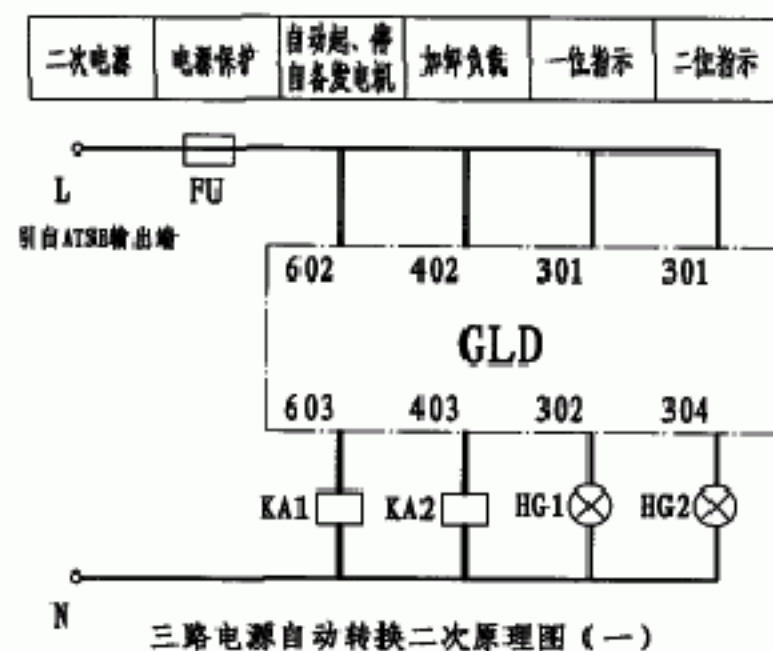 二次电源 电源保护 自动起、停自备发电机 加卸负载 一位指示 二位指示
L FU
引自ATSE输出端
602 402 301 301
GLD
603 403 302 304
KA1 KA2 HG1 HG2
N
三路电源自动转换二次原理图(一)